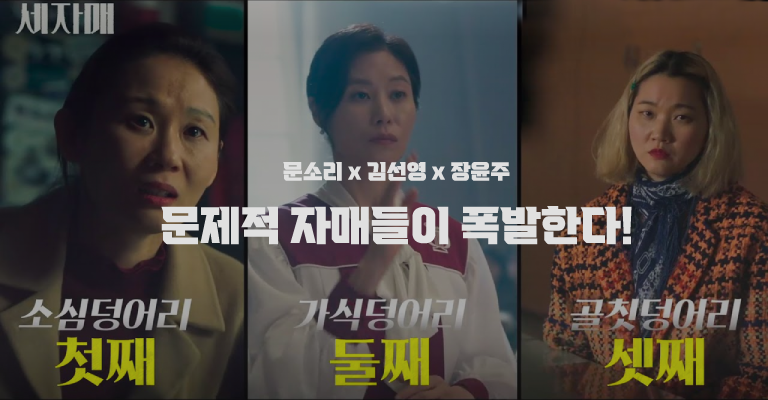 세자매
문소리 x 김선영 x 장윤주
문제적 자매들이 폭발한다!
소심덩어리
첫째
가식덩어리
둘째
골칫덩어리
셋째